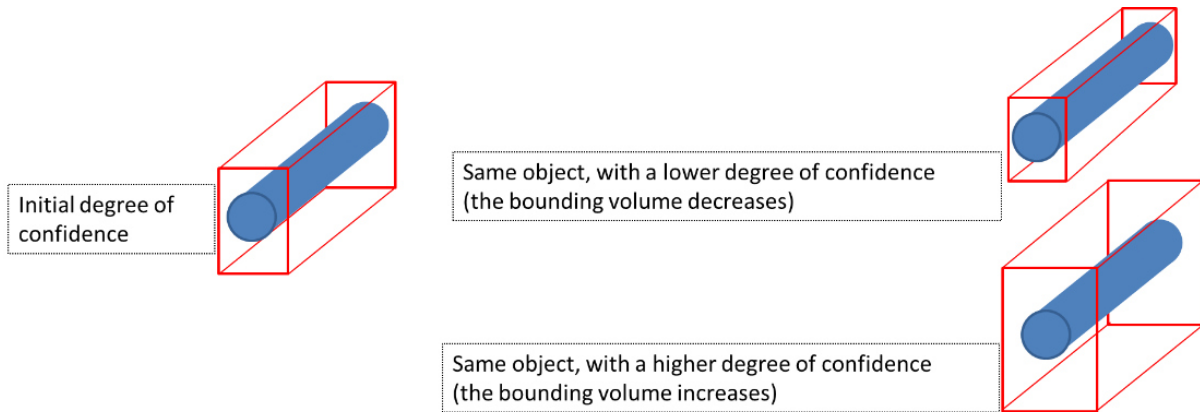 Initial degree of
confidence
Same object, with a lower degree of confidence
(the bounding volume decreases)
Same object, with a higher degree of confidence
(the bounding volume increases)